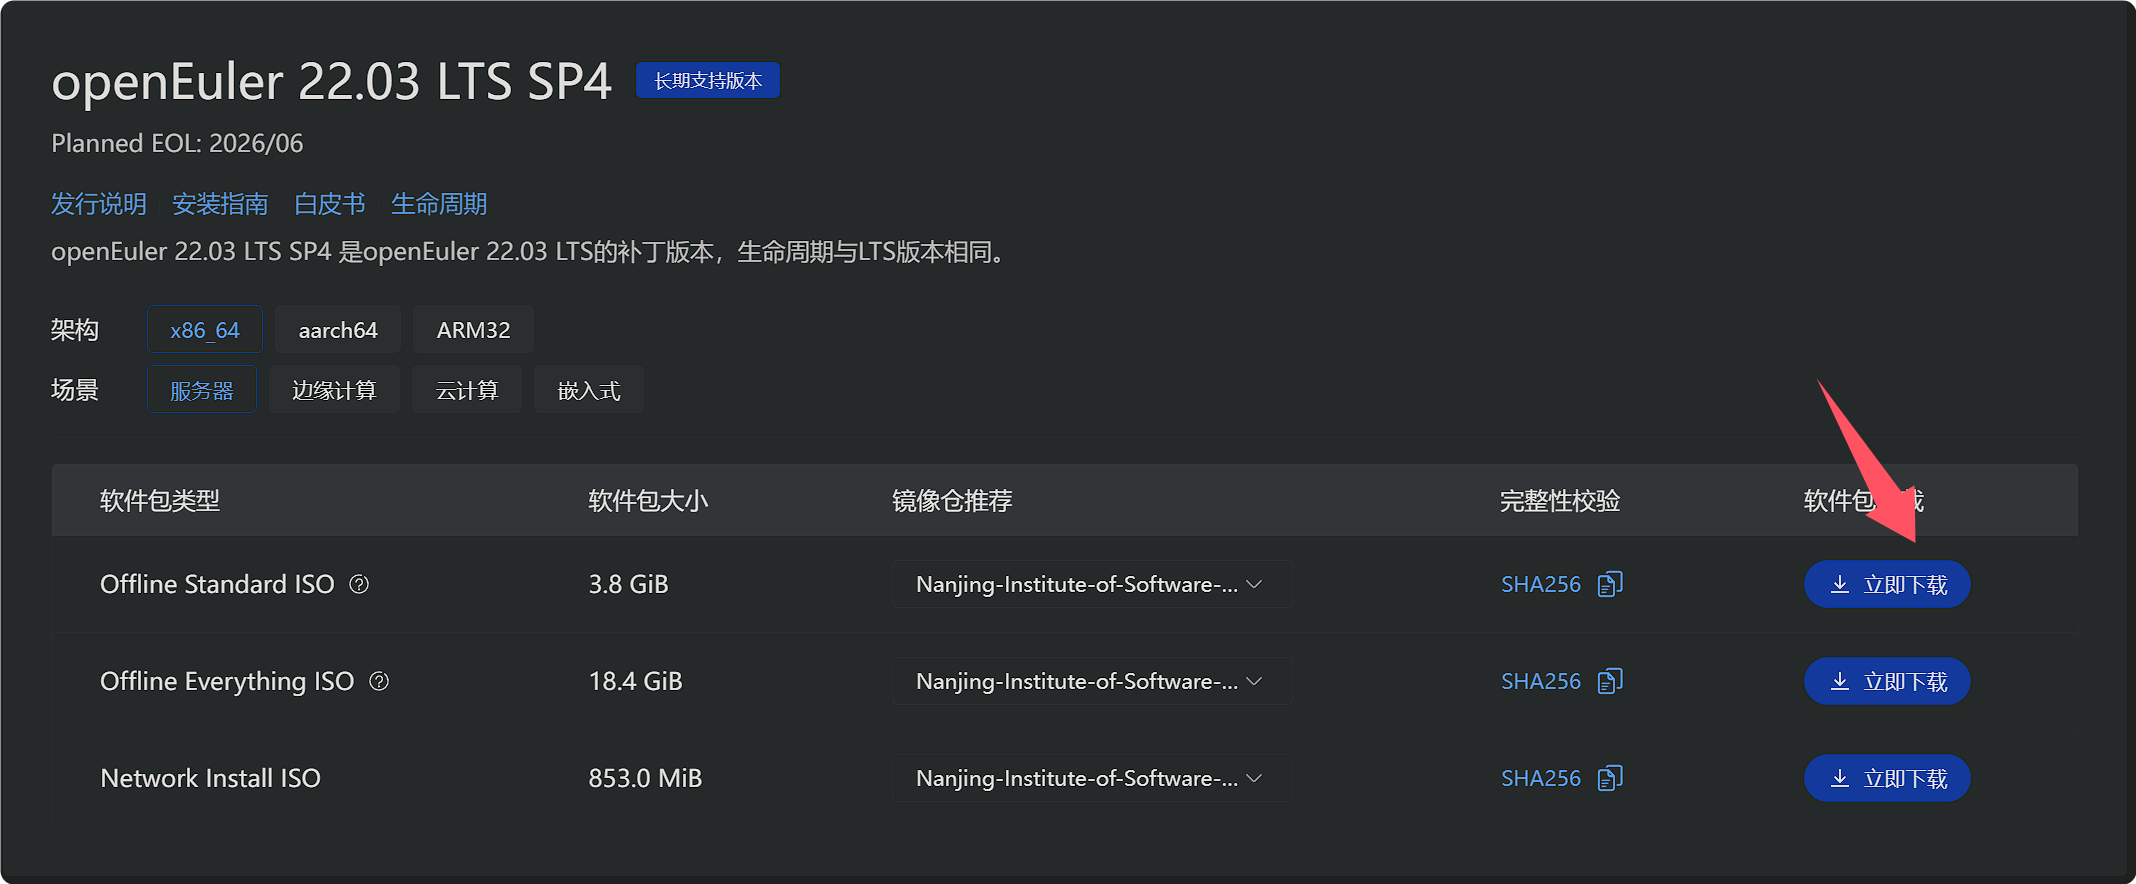 openEuler 22.03 LTS SP4 长期支持版本
Planned EOL: 2026/06
发行说明 安装指南 白皮书 生命周期
openEuler 22.03 LTS SP4 是openEuler 22.03 LTS的补丁版本，生命周期与LTS版本相同。
架构 x86_64 aarch64 ARM32
场景 服务器 边缘计算 云计算 嵌入式
软件包类型 软件包大小 镜像仓推荐 完整性校验 软件包 载
Offline Standard ISO 3.8 GiB Nanjing-Institute-of-Software-... SHA256 立即下载
Offline Everything ISO 18.4 GiB Nanjing-Institute-of-Software-... SHA256 立即下载
Network Install ISO 853.0 MiB Nanjing-Institute-of-Software-... SHA256 立即下载